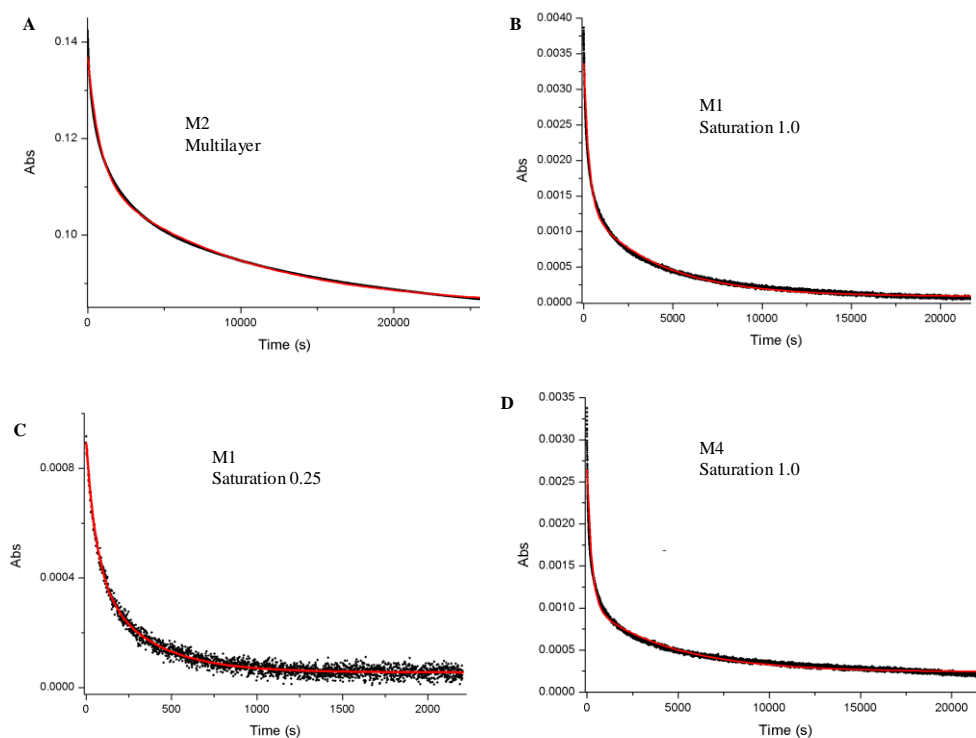 A
0.14
0.12
0.10
Abs
M2
Multilayer
0
10000
20000
Time (s)
B
0.0040
0.0035
0.0030
0.0025
0.0020
0.0015
0.0010
0.0005
0.0000
Abs
M1
Saturation 1.0
0
5000
10000
15000
20000
Time (s)
C
0.0008
0.0004
0.0000
Abs
M1
Saturation 0.25
0
500
1000
1500
2000
Time (s)
D
0.0035
0.0030
0.0025
0.0020
0.0015
0.0010
0.0005
0.0000
Abs
M4
Saturation 1.0
0
5000
10000
15000
20000
Time (s)